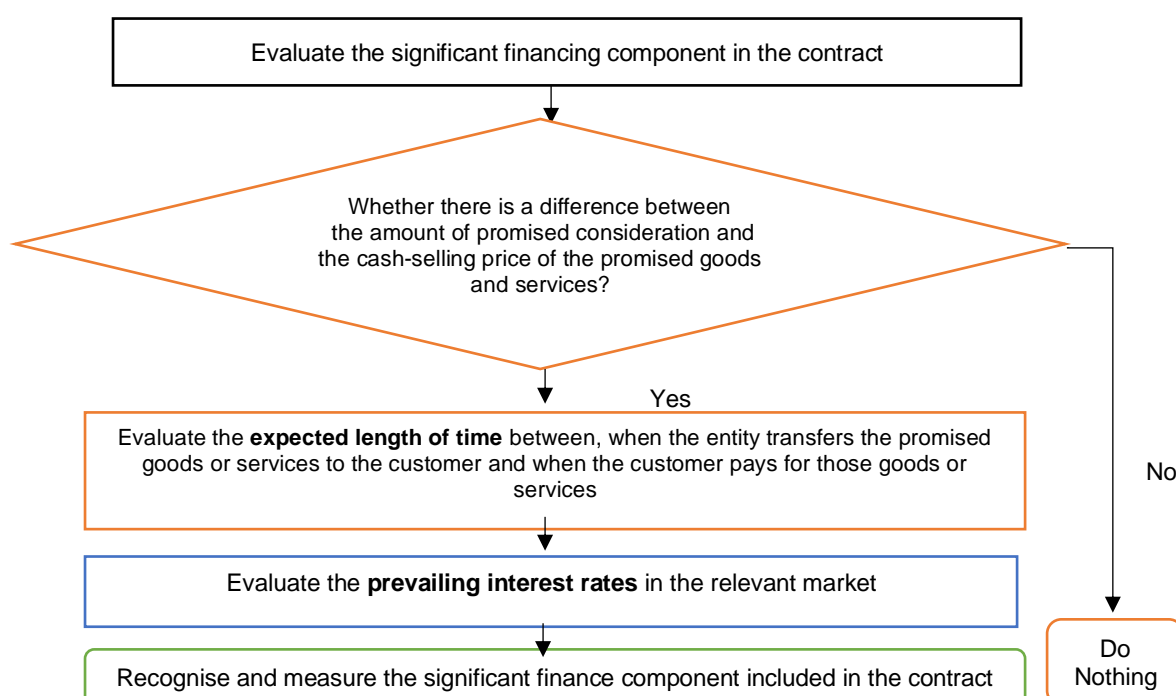 Evaluate the significant financing component in the contract
Whether there is a difference between
the amount of promised consideration and
the cash-selling price of the promised goods
and services?
Yes
Evaluate the expected length of time between, when the entity transfers the promised
goods or services to the customer and when the customer pays for those goods or
services
No
Evaluate the prevailing interest rates in the relevant market
Recognise and measure the significant finance component included in the contract
Do
Nothing